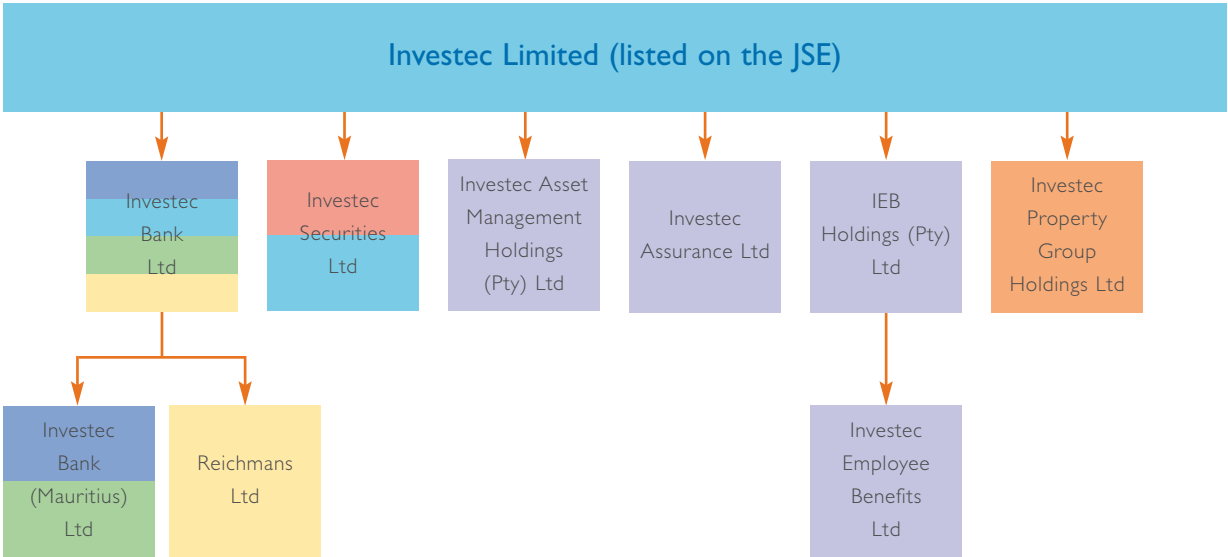 Investec Limited (listed on the JSE)
Investec
Bank
Ltd
Investec
Securities
Ltd
Investec Asset
Management
Holdings
(Pty) Ltd
Investec
Assurance Ltd
IEB
Holdings (Pty)
Ltd
Investec
Property
Group
Holdings Ltd
Investec
Bank
(Mauritius)
Ltd
Reichmans
Ltd
Investec
Employee
Benefits
Ltd